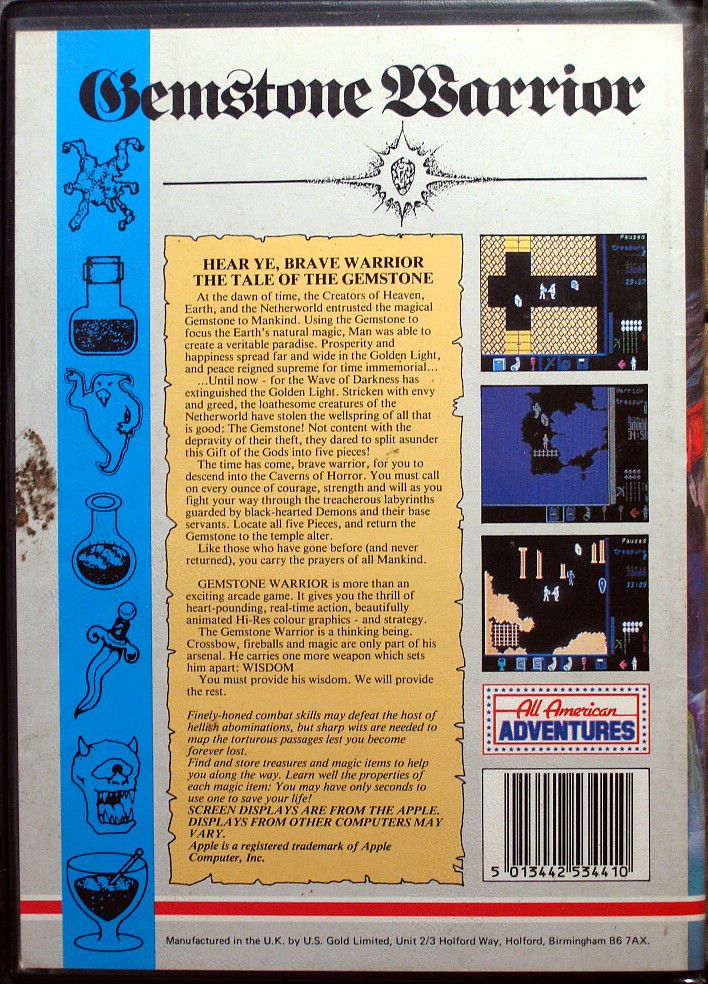 Gemstone Warrior
HEAR YE, BRAVE WARRIOR
THE TALE OF THE GEMSTONE
At the dawn of time, the Creators of Heaven,
Earth, and the Netherworld entrusted the magical
Gemstone to Mankind. Using the Gemstone to
focus the Earth's natural magic, Man was able to
create a veritable paradise. Prosperity and
happiness spread far and wide in the Golden Light,
and peace reigned supreme for time immemorial...
...Until now - for the Wave of Darkness has
extinguished the Golden Light. Stricken with envy
and greed, the loathesome creatures of the
Netherworld have stolen the wellspring of all that
is good: The Gemstone! Not content with the
depravity of their theft, they dared to split asunder
this Gift of the Gods into five pieces!
The time has come, brave warrior, for you to
descend into the Caverns of Horror. You must call
on every ounce of courage, strength and will as you
fight your way through the treacherous labyrinths
guarded by black-hearted Demons and their base
servants. Locate all five Pieces, and return the
Gemstone to the temple alter.
Like those who have gone before (and never
returned), you carry the prayers of all Mankind.
GEMSTONE WARRIOR is more than an
exciting arcade game. It gives you the thrill of
heart-pounding, real-time action, beautifully
animated Hi-Res colour graphics - and strategy.
The Gemstone Warrior is a thinking being.
Crossbow, fireballs and magic are only part of his
arsenal. He carries one more weapon which sets
him apart: WISDOM
You must provide his wisdom. We will provide
the rest.
Finely-honed combat skills may defeat the host of
hellish abominations, but sharp wits are needed to
map the torturous passages lest you become
forever lost.
Find and store treasures and magic items to help
you along the way. Learn well the properties of
each magic item: You may have only seconds to
use one to save your life!
SCREEN DISPLAYS ARE FROM THE APPLE.
DISPLAYS FROM OTHER COMPUTERS MAY
VARY.
Apple is a registered trademark of Apple
Computer, Inc.
Paused
Treasure
Warrior
Treasure
Paused
Treasure
All American
ADVENTURES
5 013442 534410
Manufactured in the U.K. by U.S. Gold Limited, Unit 2/3 Holford Way, Holford, Birmingham B6 7AX.